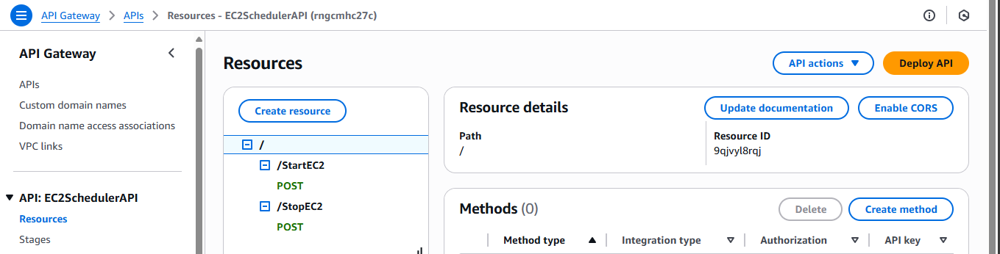 API Gateway > APIs > Resources - EC2SchedulerAPI (rngcmhc27c)
API Gateway
APIs
Custom domain names
Domain name access associations
VPC links
API: EC2SchedulerAPI
Resources
Stages
Resources
API actions
Deploy API
Create resource
/
/StartEC2
POST
/StopEC2
POST
Resource details
Update documentation
Enable CORS
Path
/
Resource ID
9qjvyl8rqj
Methods (0)
Delete
Create method
Method type
Integration type
Authorization
API key